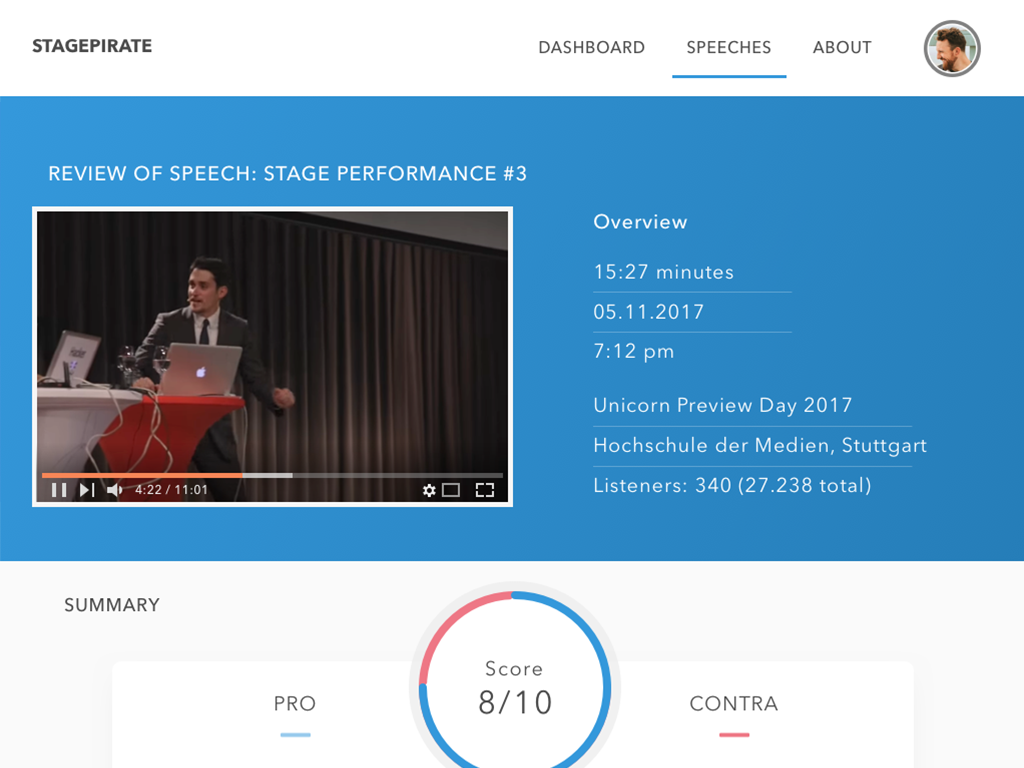 STAGEPIRATE
DASHBOARD SPEECHES ABOUT
REVIEW OF SPEECH: STAGE PERFORMANCE #3
4:22 / 11:01
Overview
15:27 minutes
05.11.2017
7:12 pm
Unicorn Preview Day 2017
Hochschule der Medien, Stuttgart
Listeners: 340 (27.238 total)
SUMMARY
Score
8/10
PRO
CONTRA